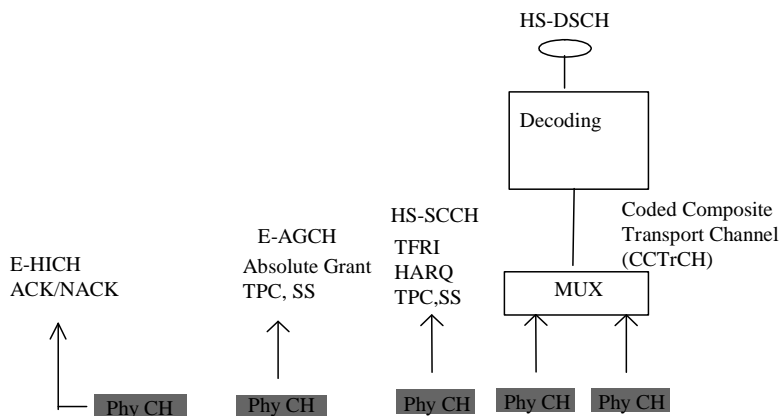 HS-DSCH
Decoding
Coded Composite
Transport Channel
(CCTrCH)
HS-SCCH
TFRI
HARQ
TPC,SS
E-AGCH
Absolute Grant
TPC, SS
E-HICH
ACK/NACK
MUX
Phy CH
Phy CH
Phy CH
Phy CH
Phy CH